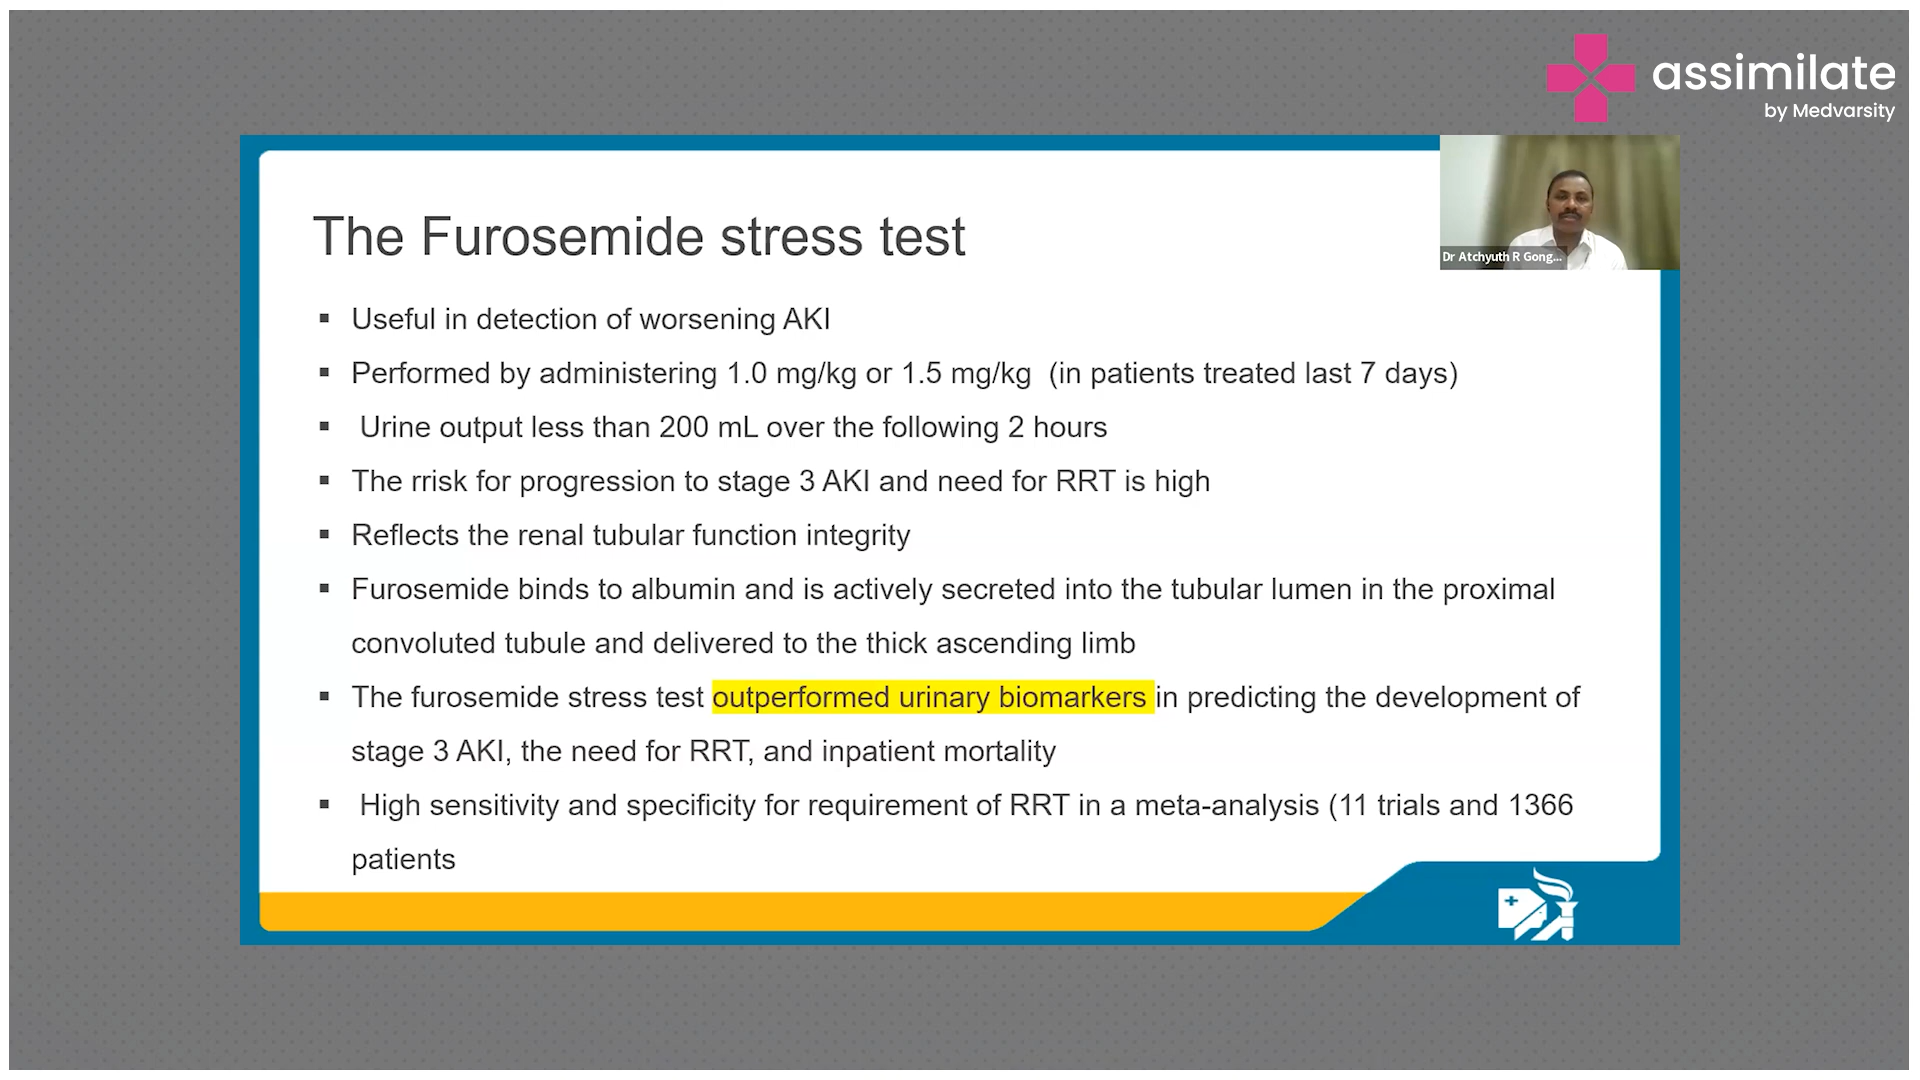 assimilate
by Medvarsity
Dr Atchyuth R Gong...
The Furosemide stress test
▪ Useful in detection of worsening AKI
▪ Performed by administering 1.0 mg/kg or 1.5 mg/kg (in patients treated last 7 days)
▪ Urine output less than 200 mL over the following 2 hours
▪ The rrisk for progression to stage 3 AKI and need for RRT is high
▪ Reflects the renal tubular function integrity
▪ Furosemide binds to albumin and is actively secreted into the tubular lumen in the proximal
convoluted tubule and delivered to the thick ascending limb
▪ The furosemide stress test outperformed urinary biomarkers in predicting the development of
stage 3 AKI, the need for RRT, and inpatient mortality
▪ High sensitivity and specificity for requirement of RRT in a meta-analysis (11 trials and 1366
patients